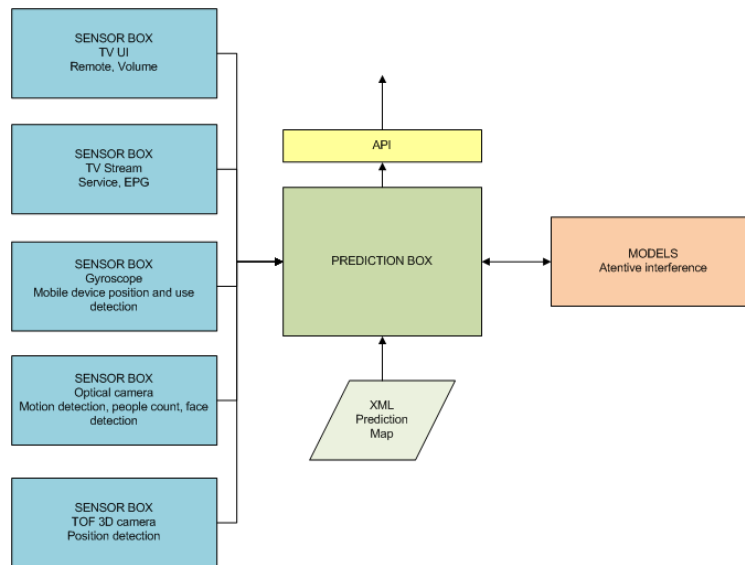 SENSOR BOX
TV UI
Remote, Volume
SENSOR BOX
TV Stream
Service, EPG
SENSOR BOX
Gyroscope
Mobile device position and use
detection
SENSOR BOX
Optical camera
Motion detection, people count, face
detection
SENSOR BOX
TOF 3D camera
Position detection
API
PREDICTION BOX
XML
Prediction
Map
MODELS
Atentive interference